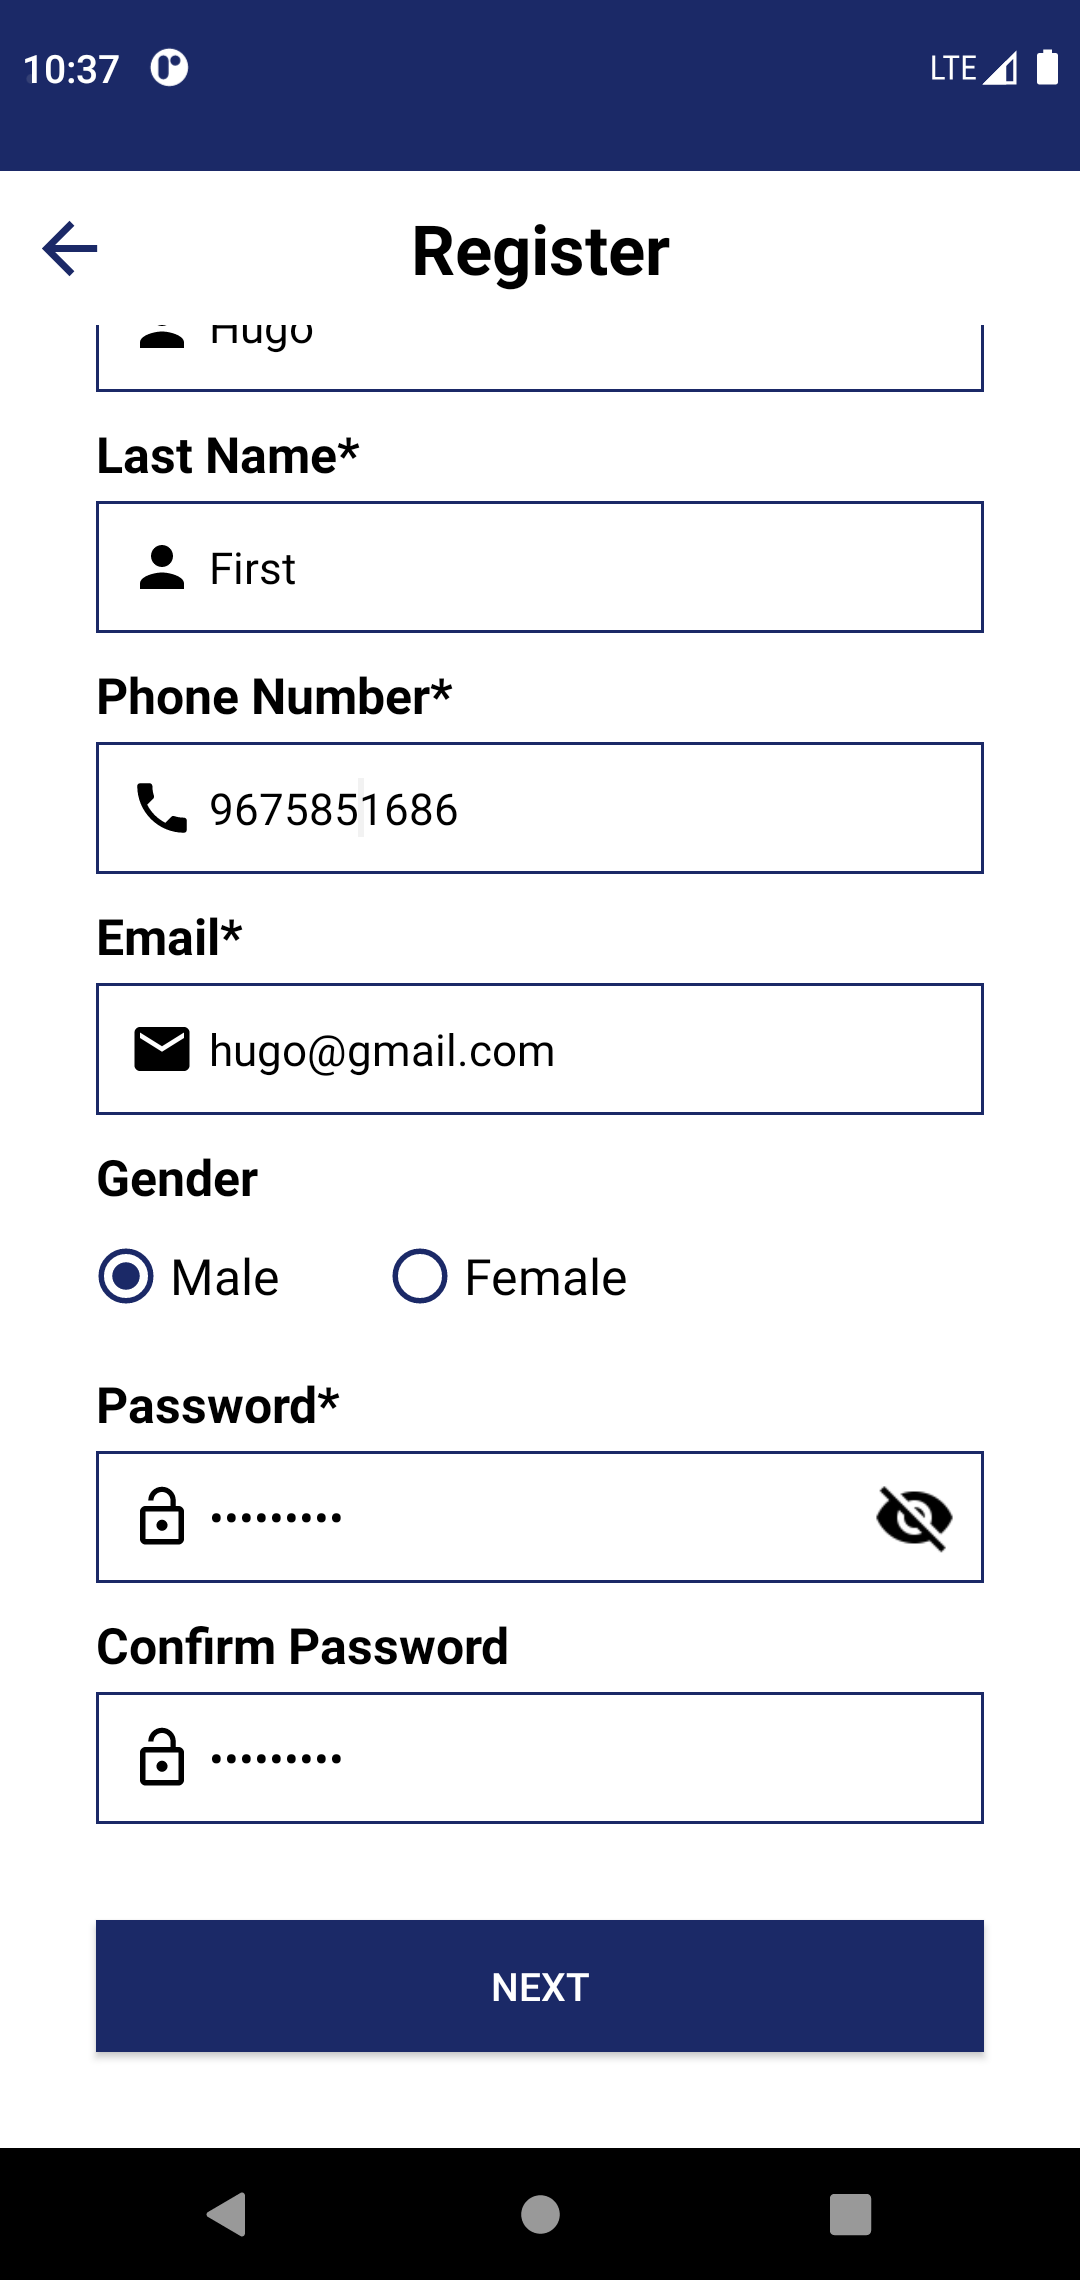 10:37 LTE
Register
Hugo
Last Name*
First
Phone Number*
9675851686
Email*
hugo@gmail.com
Gender
Male Female
Password*
•••••••••
Confirm Password
•••••••••
NEXT